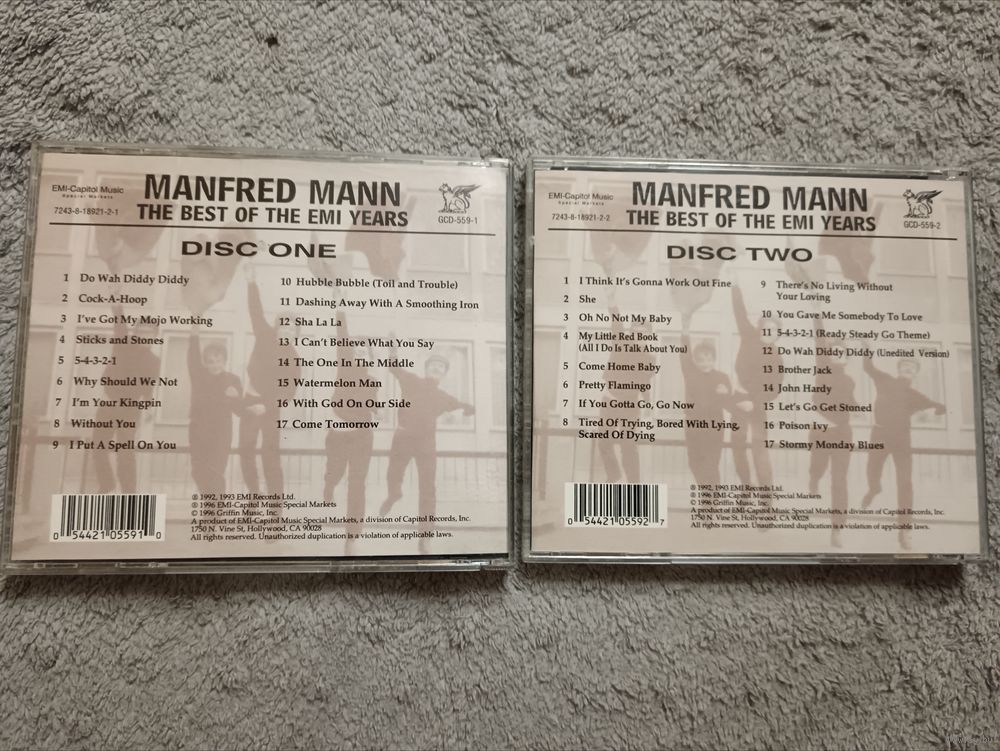 EMI-Capitol Music
Special Markets
7243-8-18921-2-1
MANFRED MANN
THE BEST OF THE EMI YEARS
GCD-559-1
DISC ONE
1 Do Wah Diddy Diddy
2 Cock-A-Hoop
3 I've Got My Mojo Working
4 Sticks and Stones
5 5-4-3-2-1
6 Why Should We Not
7 I'm Your Kingpin
8 Without You
9 I Put A Spell On You
10 Hubble Bubble (Toil and Trouble)
11 Dashing Away With A Smoothing Iron
12 Sha La La
13 I Can't Believe What You Say
14 The One In The Middle
15 Watermelon Man
16 With God On Our Side
17 Come Tomorrow
0 54421 05591 0
℗ 1992, 1993 EMI Records Ltd.
℗ 1996 EMI-Capitol Music Special Markets
© 1996 Griffin Music, Inc.
A product of EMI-Capitol Music Special Markets, a division of Capitol Records, Inc.
1750 N. Vine St, Hollywood, CA 90028
All rights reserved. Unauthorized duplication is a violation of applicable laws.
EMI-Capitol Music
Special Markets
7243-8-18921-2-2
MANFRED MANN
THE BEST OF THE EMI YEARS
GCD-559-2
DISC TWO
1 I Think It's Gonna Work Out Fine
2 She
3 Oh No Not My Baby
4 My Little Red Book
(All I Do Is Talk About You)
5 Come Home Baby
6 Pretty Flamingo
7 If You Gotta Go, Go Now
8 Tired Of Trying, Bored With Lying,
Scared Of Dying
9 There's No Living Without
Your Loving
10 You Gave Me Somebody To Love
11 5-4-3-2-1 (Ready Steady Go Theme)
12 Do Wah Diddy Diddy (Unedited Version)
13 Brother Jack
14 John Hardy
15 Let's Go Get Stoned
16 Poison Ivy
17 Stormy Monday Blues
0 54421 05592 7
℗ 1992, 1993 EMI Records Ltd.
℗ 1996 EMI-Capitol Music Special Markets
© 1996 Griffin Music, Inc.
A product of EMI-Capitol Music Special Markets, a division of Capitol Records, Inc.
1750 N. Vine St, Hollywood, CA 90028
All rights reserved. Unauthorized duplication is a violation of applicable laws.